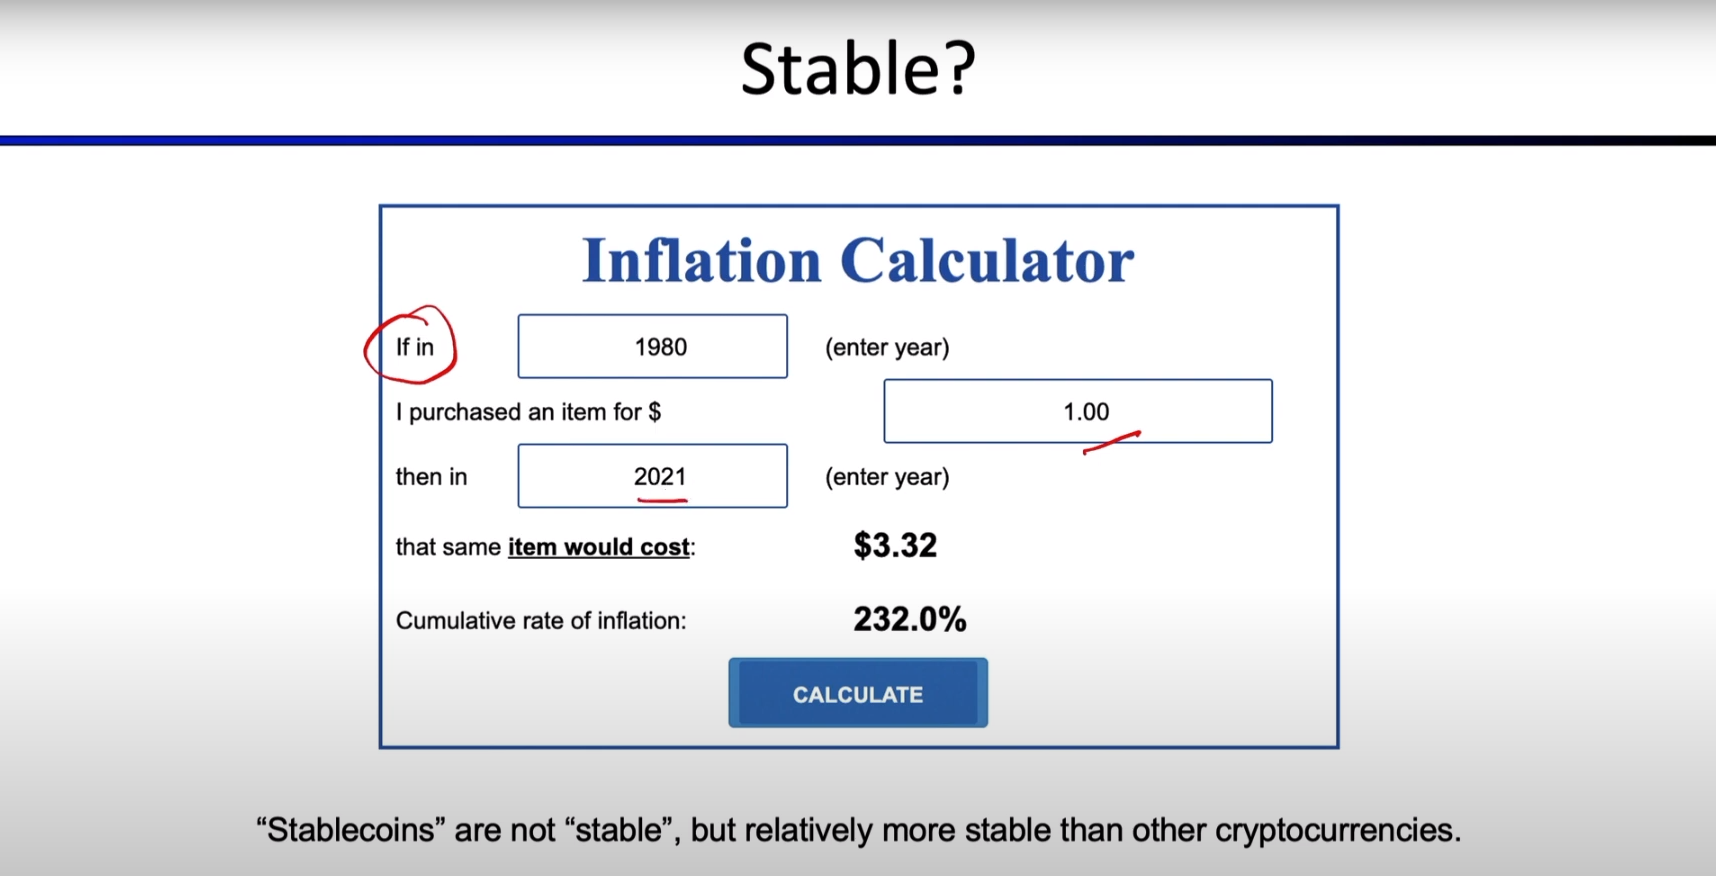 Stable?
Inflation Calculator
If in 1980 (enter year)
I purchased an item for $ 1.00
then in 2021 (enter year)
that same item would cost: $3.32
Cumulative rate of inflation: 232.0%
CALCULATE
“Stablecoins” are not “stable”, but relatively more stable than other cryptocurrencies.